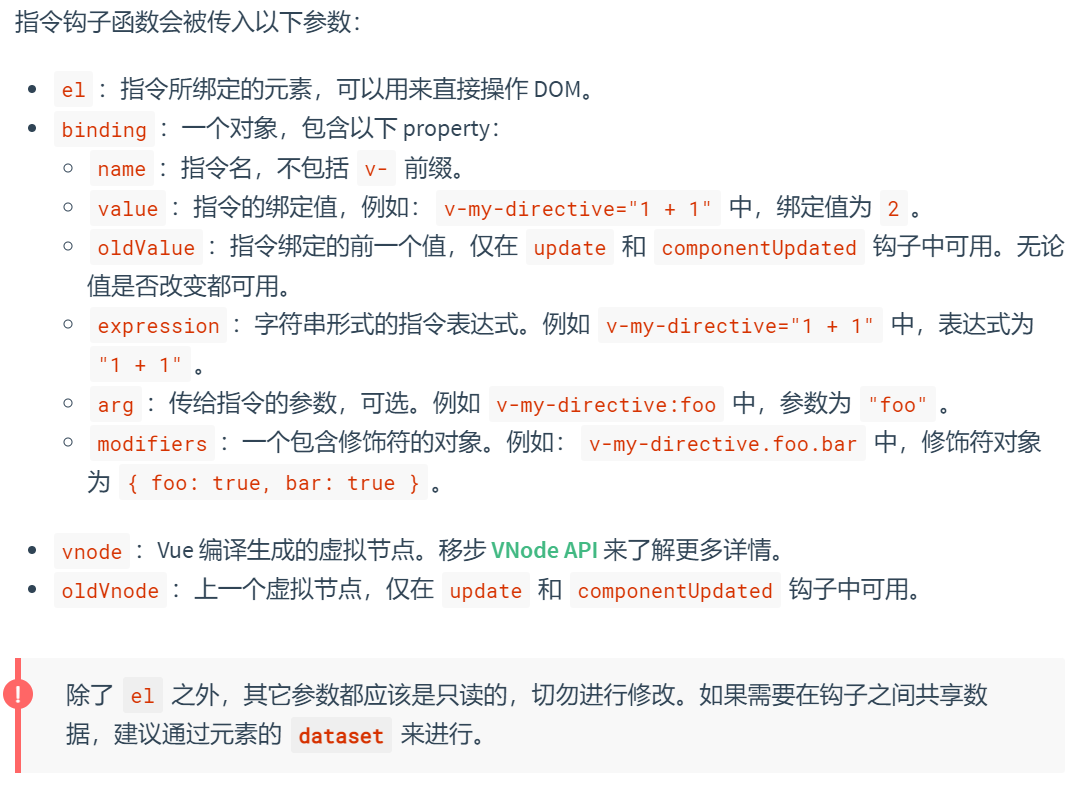 指令钩子函数会被传入以下参数：
el ：指令所绑定的元素，可以用来直接操作 DOM。
binding ：一个对象，包含以下 property：
name ：指令名，不包括 v- 前缀。
value ：指令的绑定值，例如： v-my-directive="1 + 1" 中，绑定值为 2 。
oldValue ：指令绑定的前一个值，仅在 update 和 componentUpdated 钩子中可用。无论
值是否改变都可用。
expression ：字符串形式的指令表达式。例如 v-my-directive="1 + 1" 中，表达式为
"1 + 1" 。
arg ：传给指令的参数，可选。例如 v-my-directive:foo 中，参数为 "foo" 。
modifiers ：一个包含修饰符的对象。例如： v-my-directive.foo.bar 中，修饰符对象
为 { foo: true, bar: true } 。
vnode ：Vue 编译生成的虚拟节点。移步 VNode API 来了解更多详情。
oldVnode ：上一个虚拟节点，仅在 update 和 componentUpdated 钩子中可用。
!
除了 el 之外，其它参数都应该是只读的，切勿进行修改。如果需要在钩子之间共享数
据，建议通过元素的 dataset 来进行。